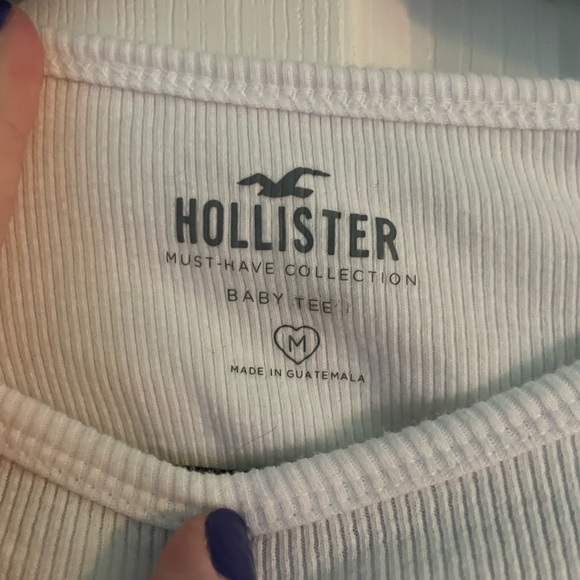 HOLLISTER
MUST-HAVE COLLECTION
BABY TEE
M
MADE IN GUATEMALA